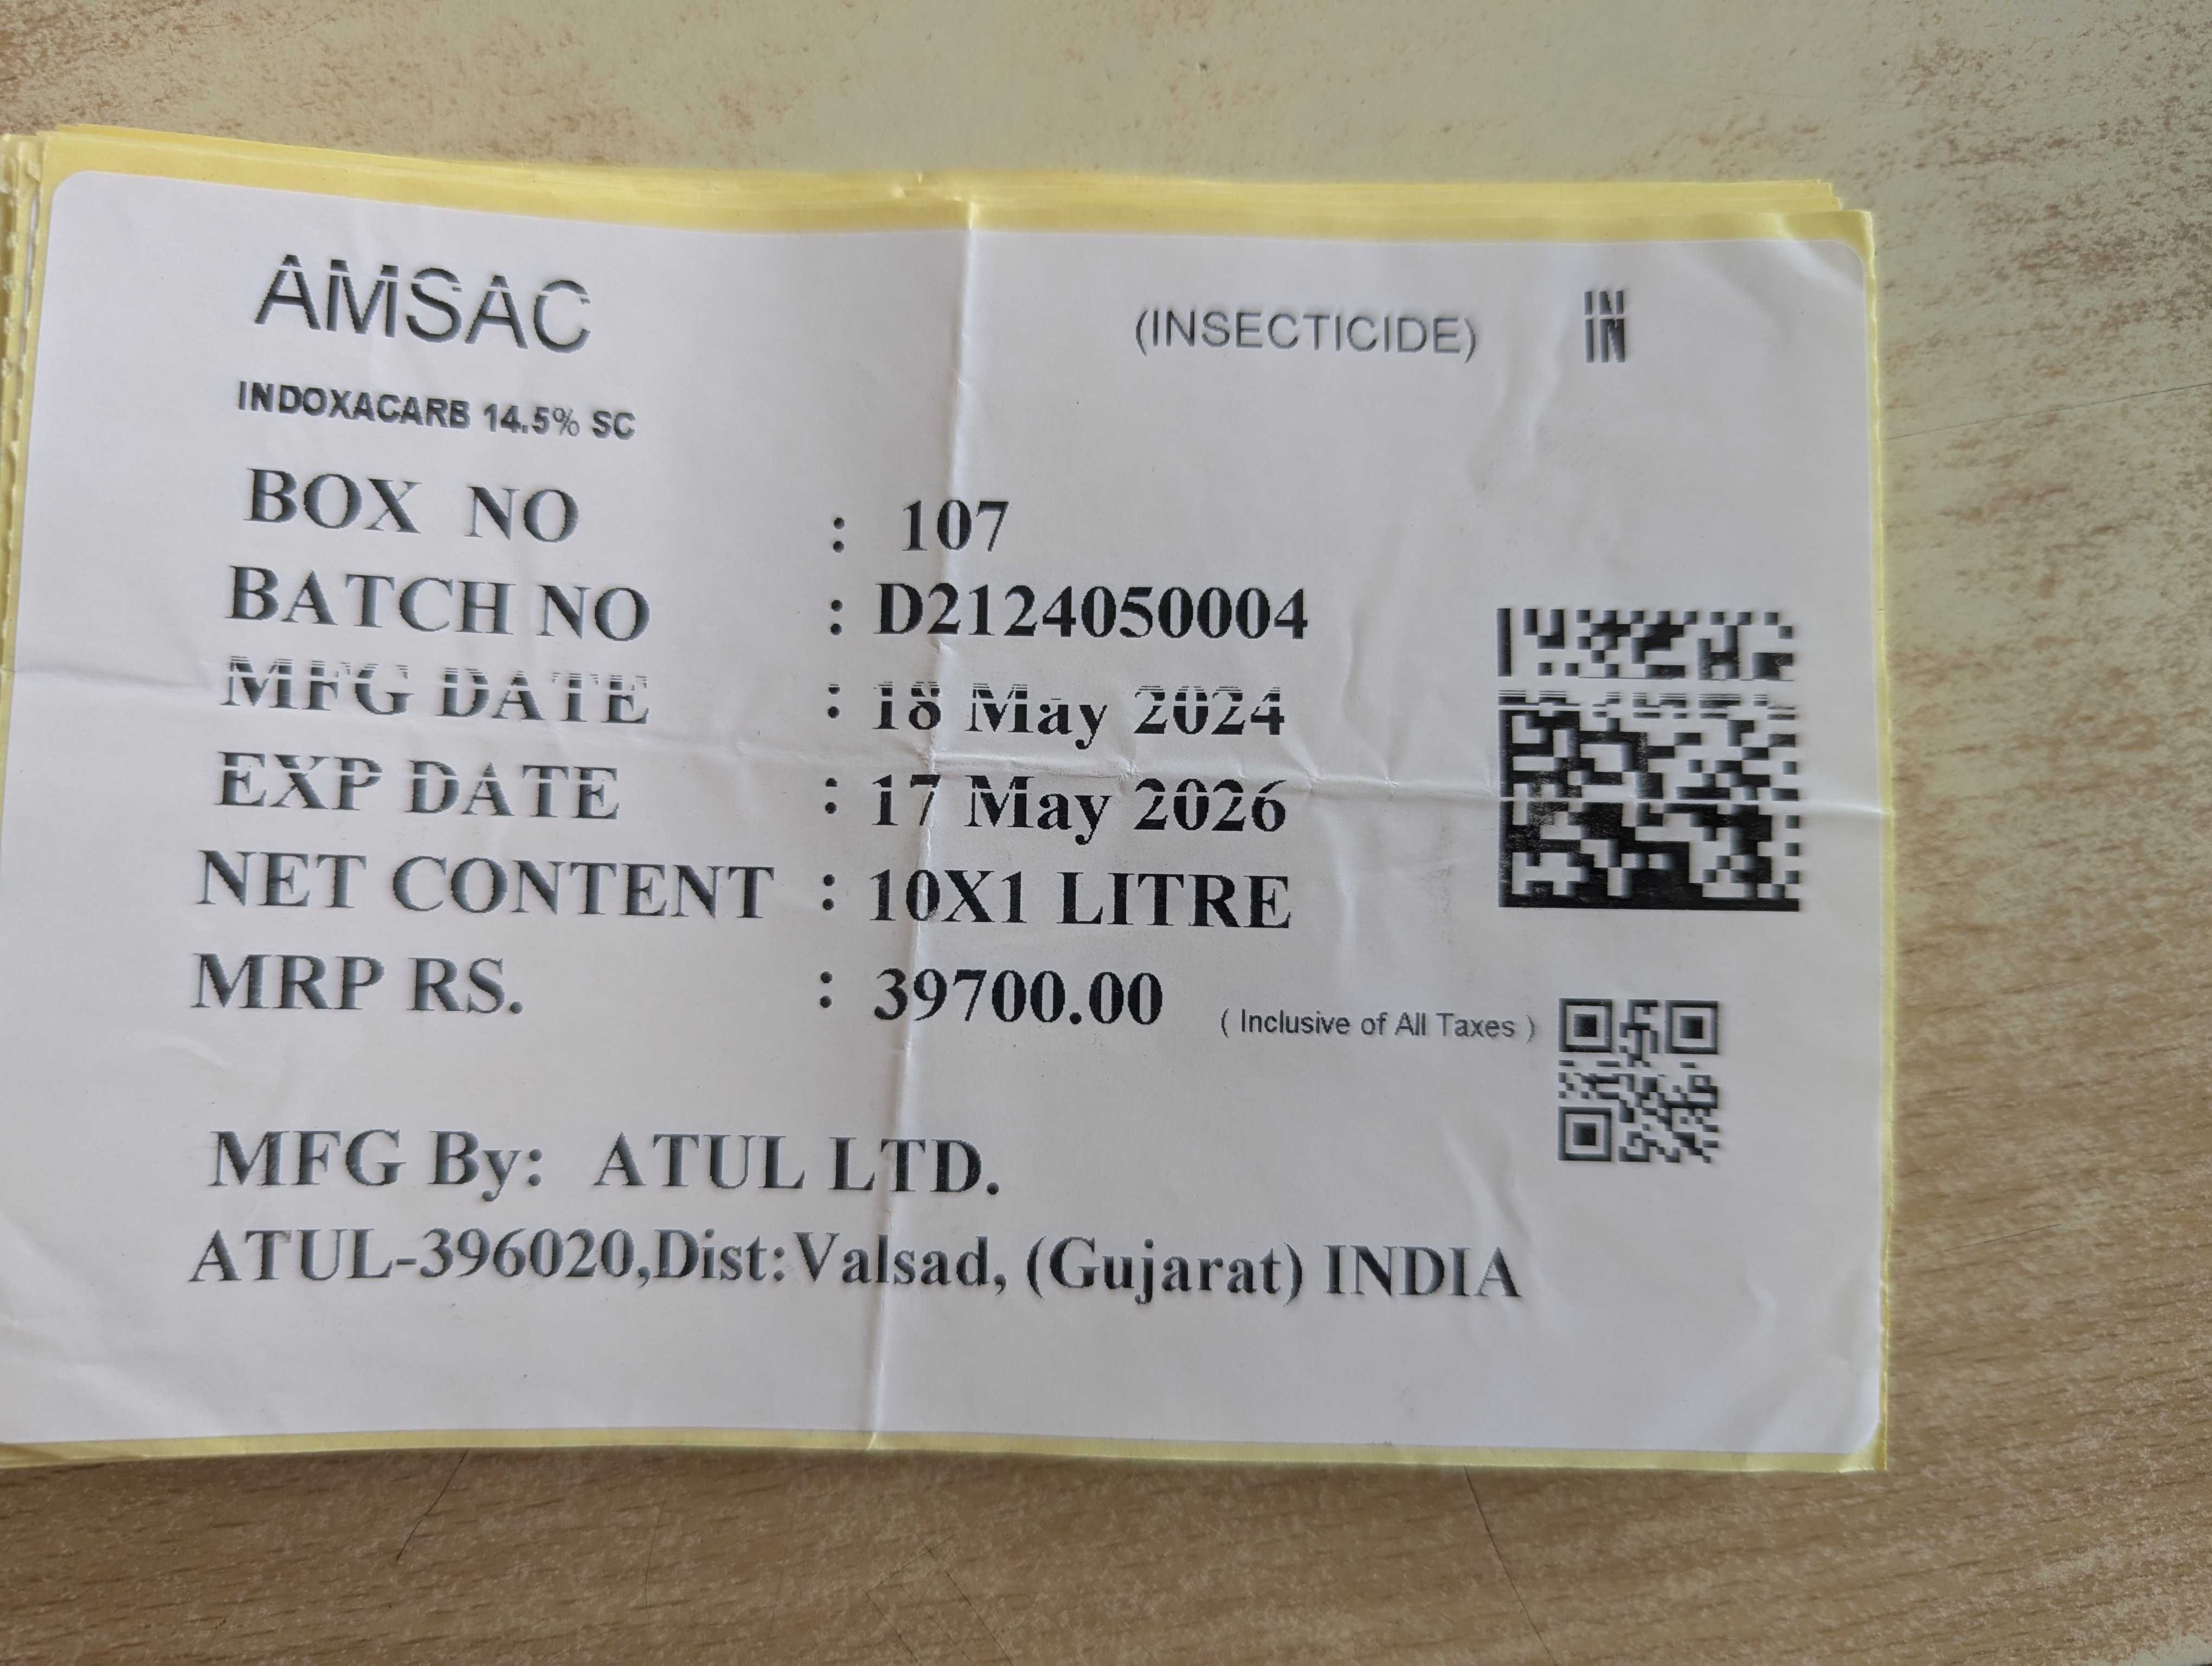 AMSAC (INSECTICIDE) IN
INDOXACARB 14.5% SC
BOX NO : 107
BATCH NO : D2124050004
MFG DATE : 18 May 2024
EXP DATE : 17 May 2026
NET CONTENT : 10X1 LITRE
MRP RS. : 39700.00 ( Inclusive of All Taxes )
MFG By: ATUL LTD.
ATUL-396020,Dist:Valsad, (Gujarat) INDIA